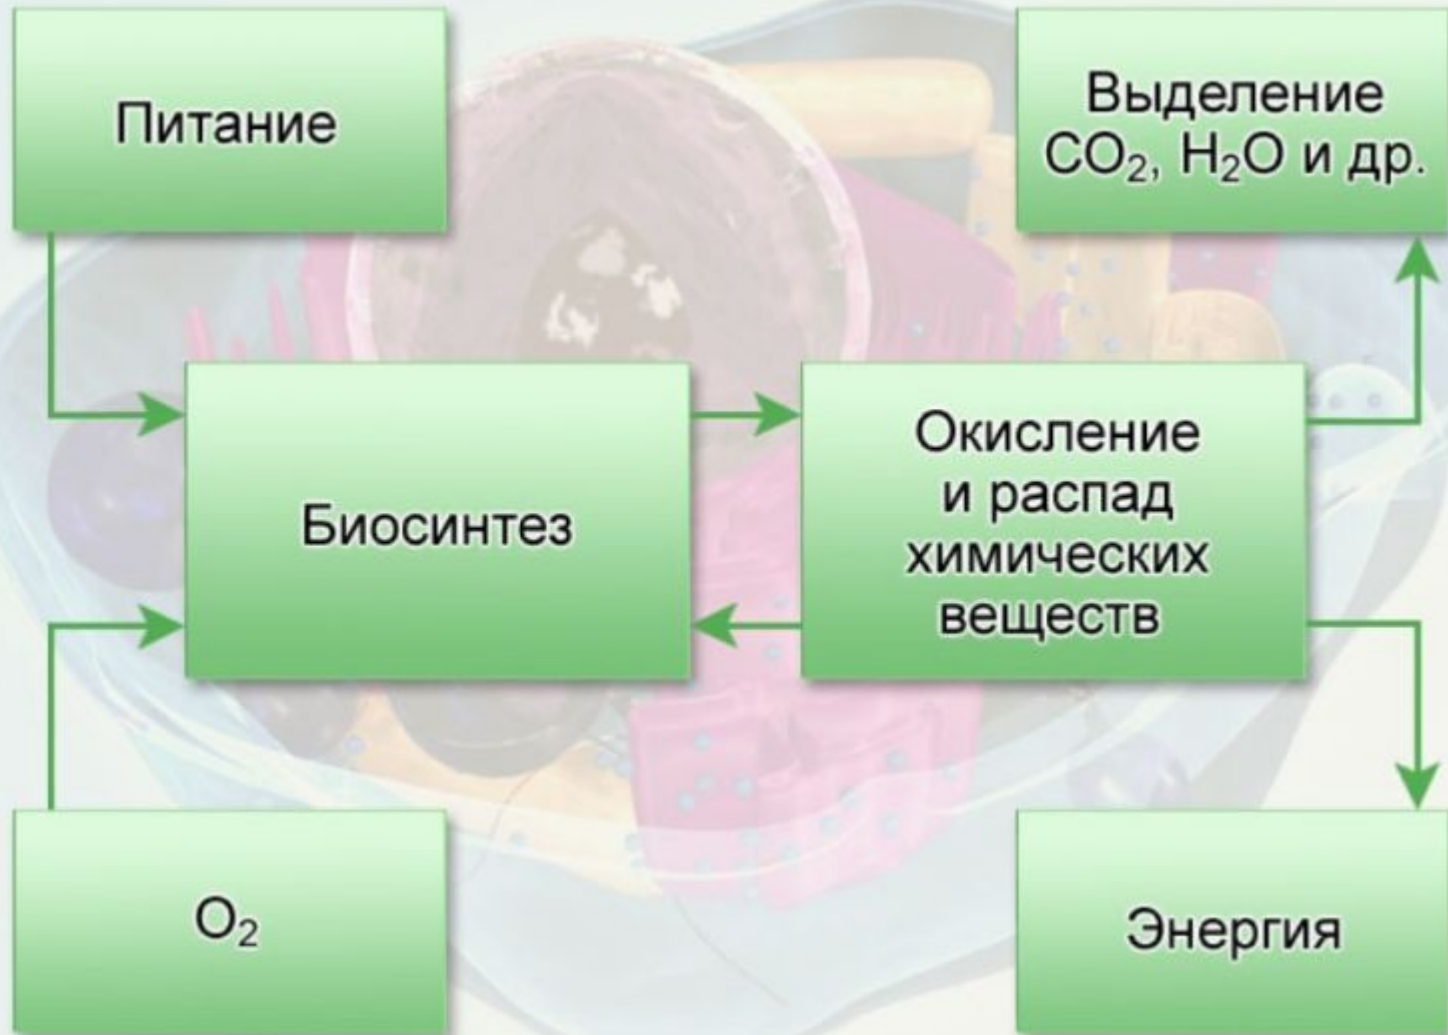 Питание
Выделение
CO₂, H₂O и др.
Биосинтез
Окисление
и распад
химических
веществ
O₂
Энергия